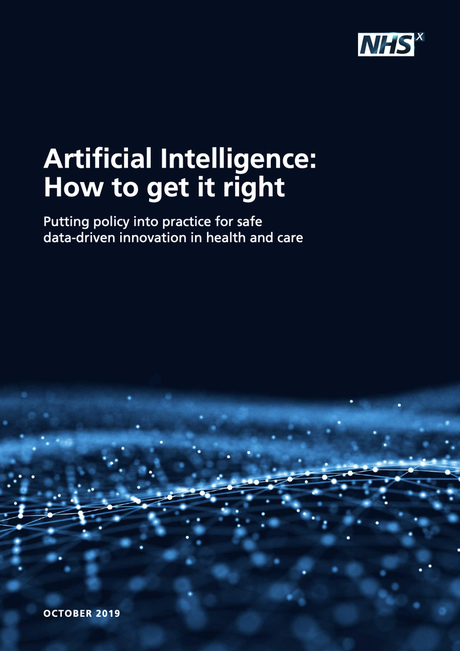 NHSX
Artificial Intelligence:
How to get it right
Putting policy into practice for safe
data-driven innovation in health and care
OCTOBER 2019